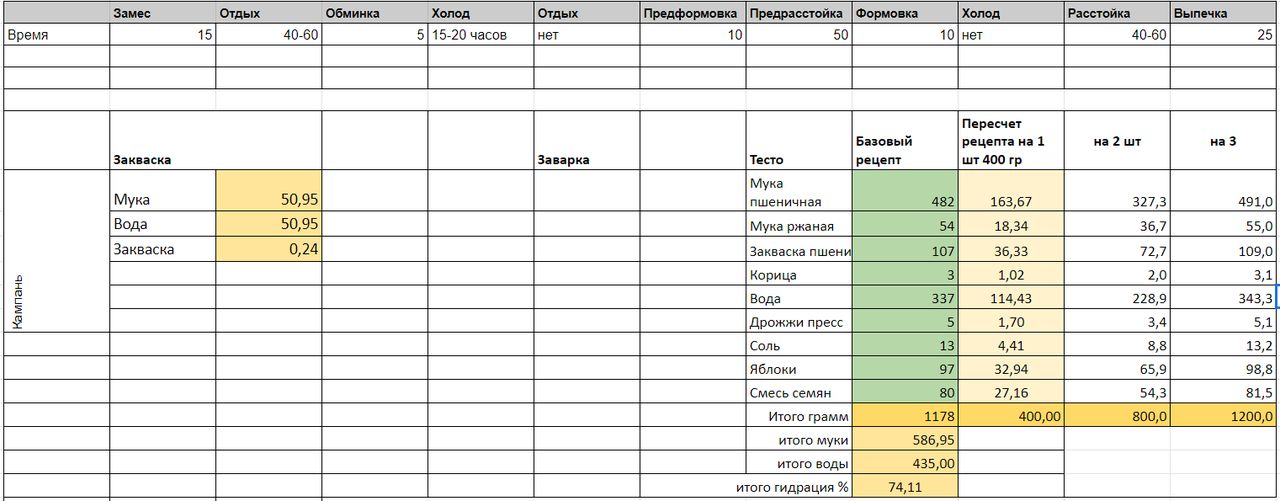 Замес Отдых Обминка Холод Отдых Предформовка Предрасстойка Формовка Холод Расстойка Выпечка
Время 15 40-60 5 15-20 часов нет 10 50 10 нет 40-60 25
Закваска Заварка Тесто Базовый рецепт Пересчет рецепта на 1 шт 400 гр на 2 шт на 3
Кампань
Мука 50,95 Мука пшеничная 482 163,67 327,3 491,0
Вода 50,95 Мука ржаная 54 18,34 36,7 55,0
Закваска 0,24 Закваска пшени 107 36,33 72,7 109,0
Корица 3 1,02 2,0 3,1
Вода 337 114,43 228,9 343,3
Дрожжи пресс 5 1,70 3,4 5,1
Соль 13 4,41 8,8 13,2
Яблоки 97 32,94 65,9 98,8
Смесь семян 80 27,16 54,3 81,5
Итого грамм 1178 400,00 800,0 1200,0
итого муки 586,95
итого воды 435,00
итого гидрация % 74,11